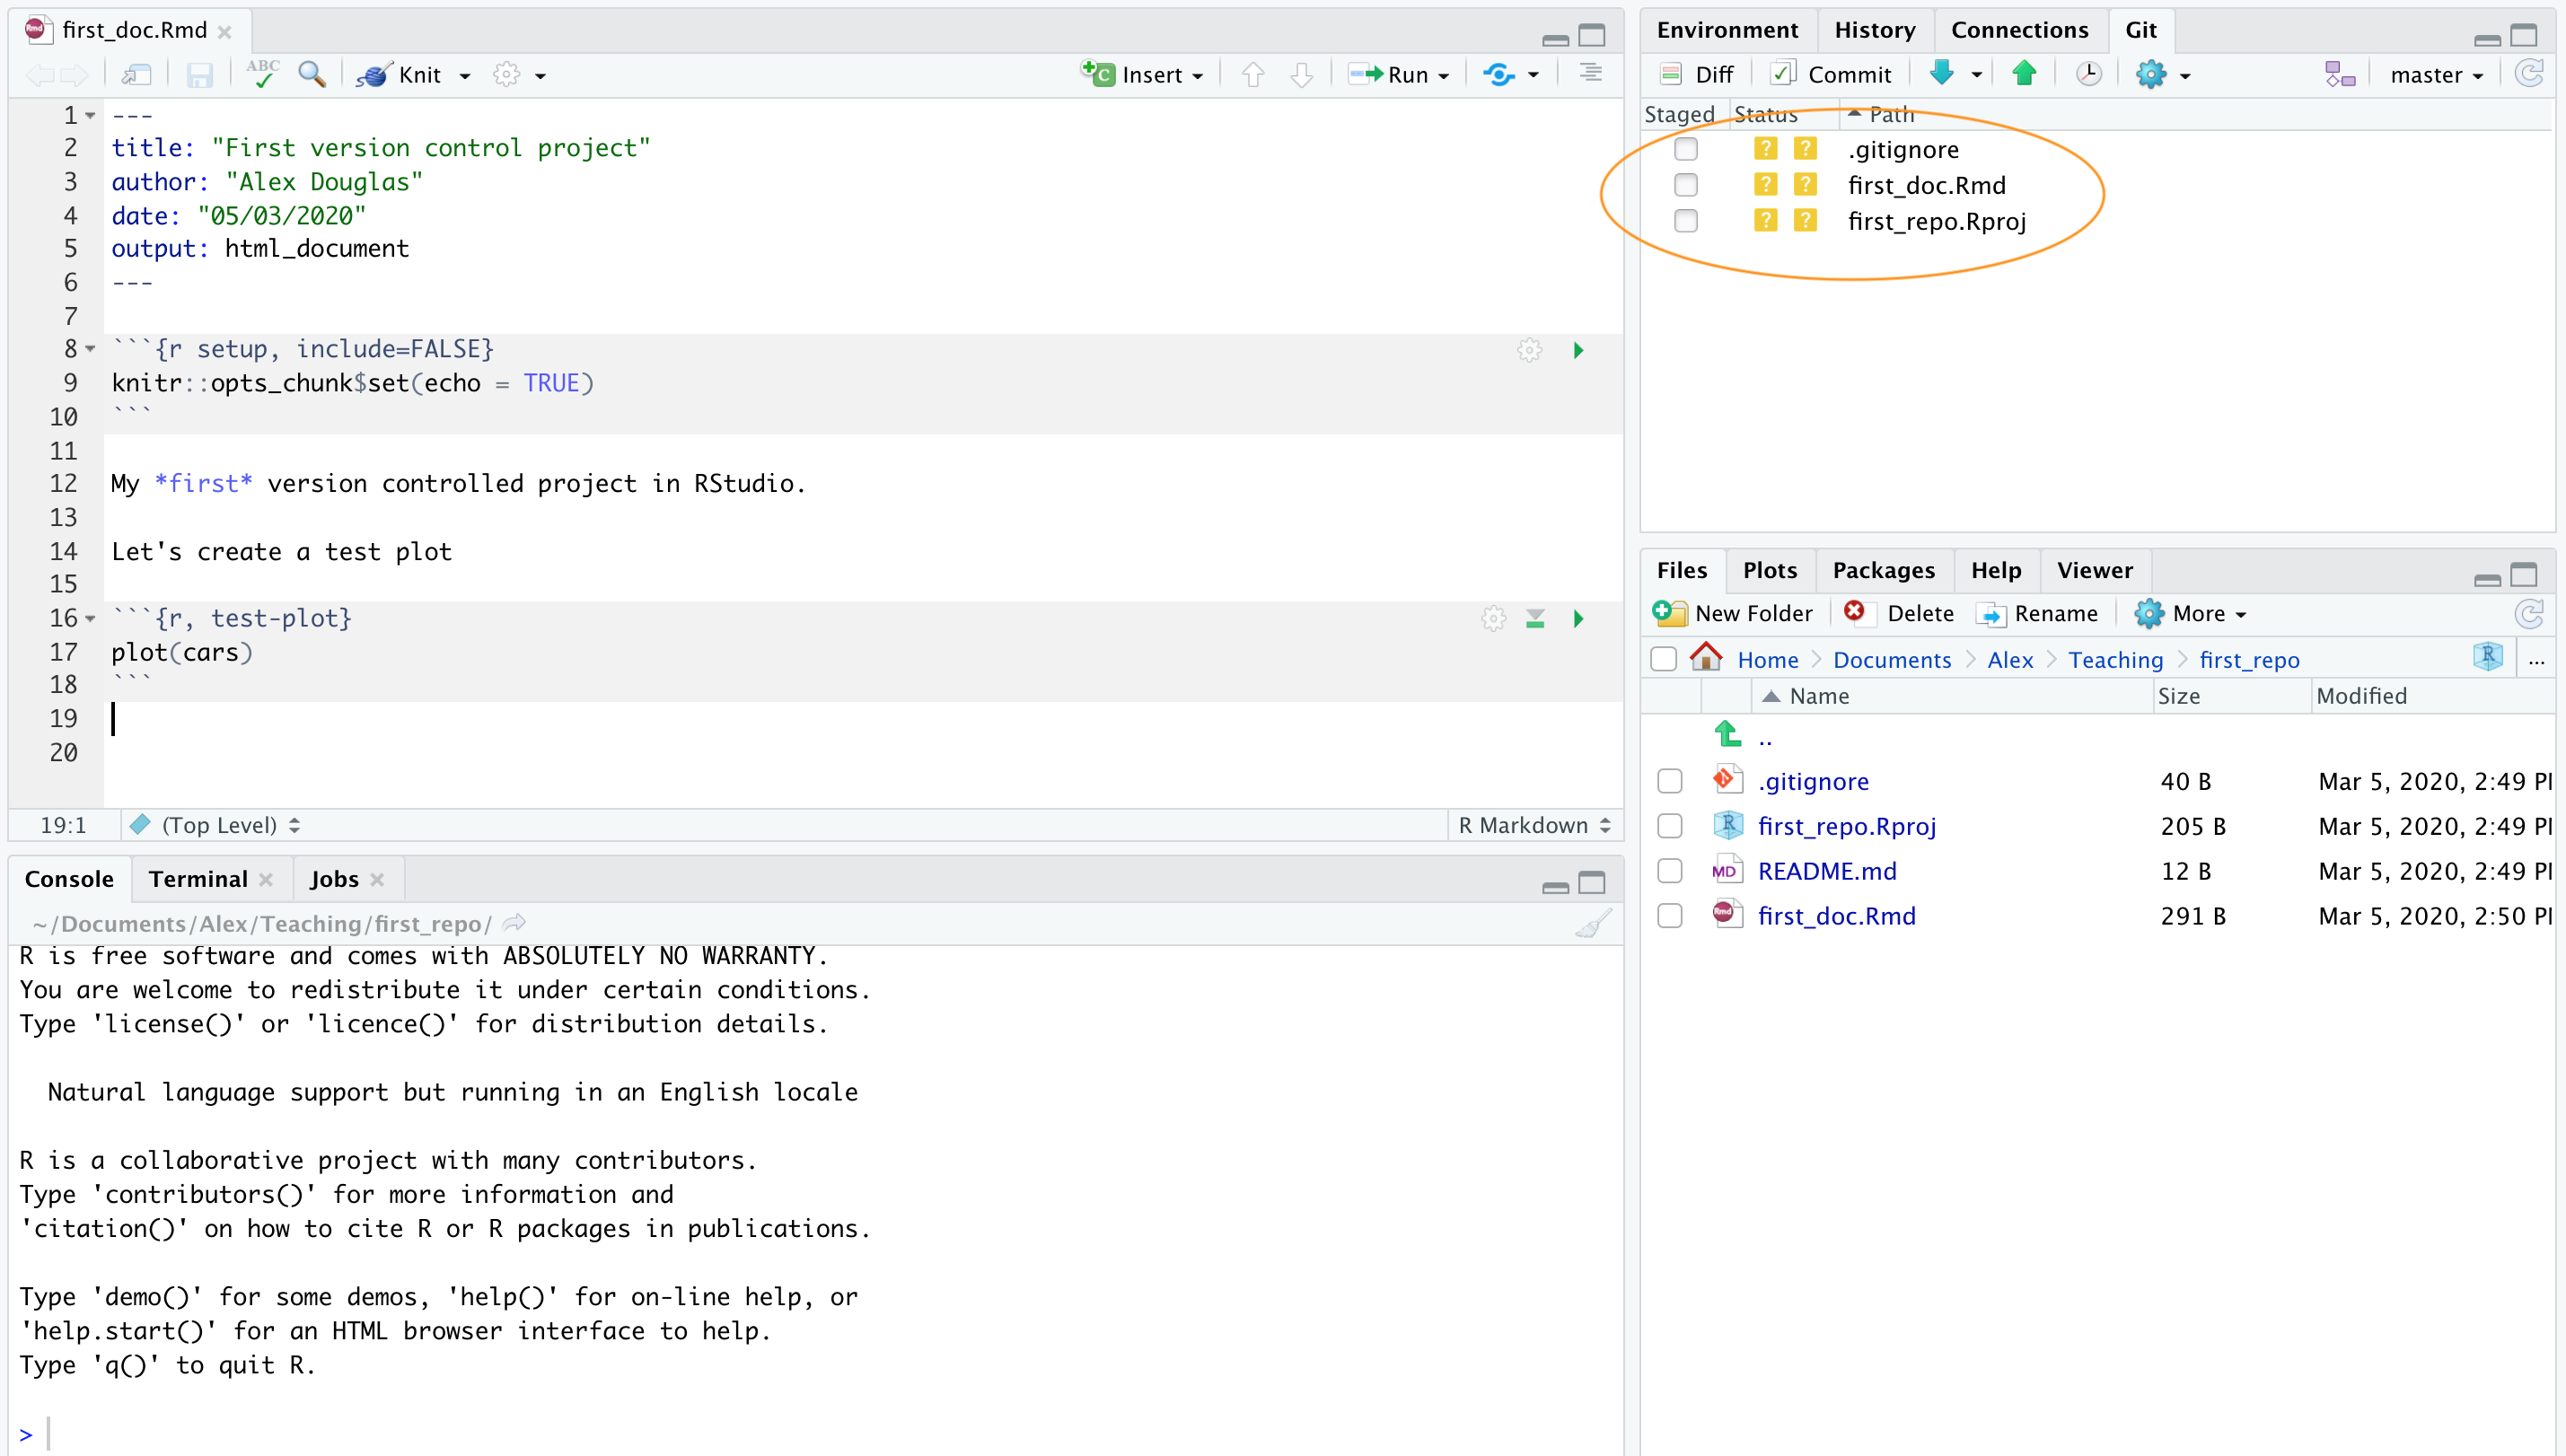 first_doc.Rmd
ABC
Knit
Insert
Run
1 ---
2 title: "First version control project"
3 author: "Alex Douglas"
4 date: "05/03/2020"
5 output: html_document
6 ---
7
8 ```{r setup, include=FALSE}
9 knitr::opts_chunk$set(echo = TRUE)
10 ```
11
12 My *first* version controlled project in RStudio.
13
14 Let's create a test plot
15
16 ```{r, test-plot}
17 plot(cars)
18 ```
19
20
19:1 (Top Level) R Markdown
Console Terminal Jobs
~/Documents/Alex/Teaching/first_repo/
R is free software and comes with ABSOLUTELY NO WARRANTY.
You are welcome to redistribute it under certain conditions.
Type 'license()' or 'licence()' for distribution details.
Natural language support but running in an English locale
R is a collaborative project with many contributors.
Type 'contributors()' for more information and
'citation()' on how to cite R or R packages in publications.
Type 'demo()' for some demos, 'help()' for on-line help, or
'help.start()' for an HTML browser interface to help.
Type 'q()' to quit R.
>
Environment History Connections Git
Diff Commit master
Staged Status Path
? ? .gitignore
? ? first_doc.Rmd
? ? first_repo.Rproj
Files Plots Packages Help Viewer
New Folder Delete Rename More
Home Documents Alex Teaching first_repo R ...
Name Size Modified
..
.gitignore 40 B Mar 5, 2020, 2:49 P
R first_repo.Rproj 205 B Mar 5, 2020, 2:49 P
MD README.md 12 B Mar 5, 2020, 2:49 P
Rmd first_doc.Rmd 291 B Mar 5, 2020, 2:50 P